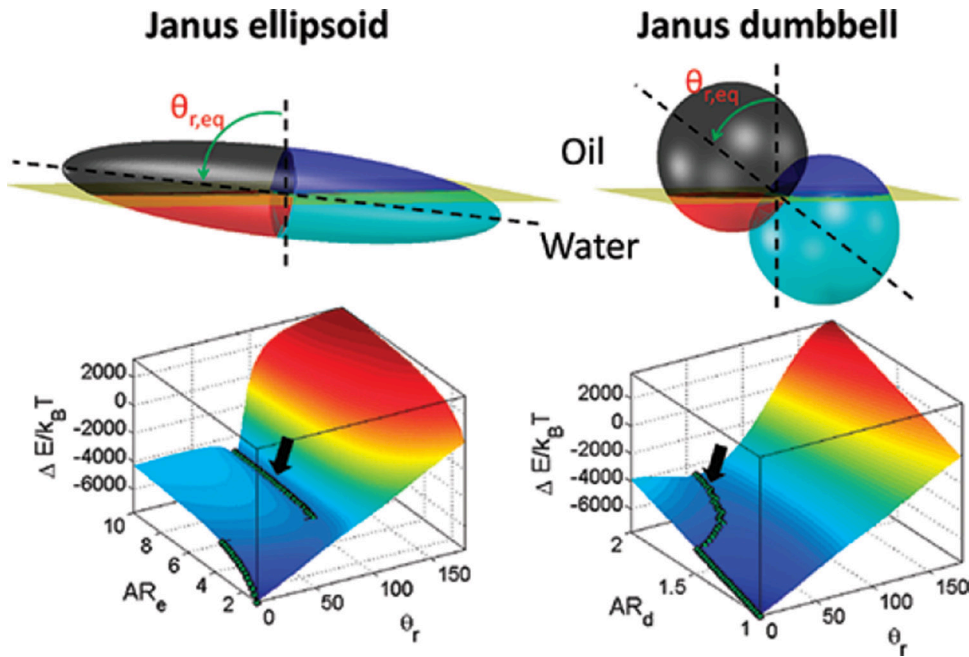 Janus ellipsoid
Janus dumbbell
θr,eq
θr,eq
Oil
Water
2000
0
-2000
-4000
-6000
Δ E/kBT
10
8
6
4
2
ARe
0
50
100
150
θr
2000
0
-2000
-4000
-6000
Δ E/kBT
2
1.5
1
ARd
0
50
100
150
θr